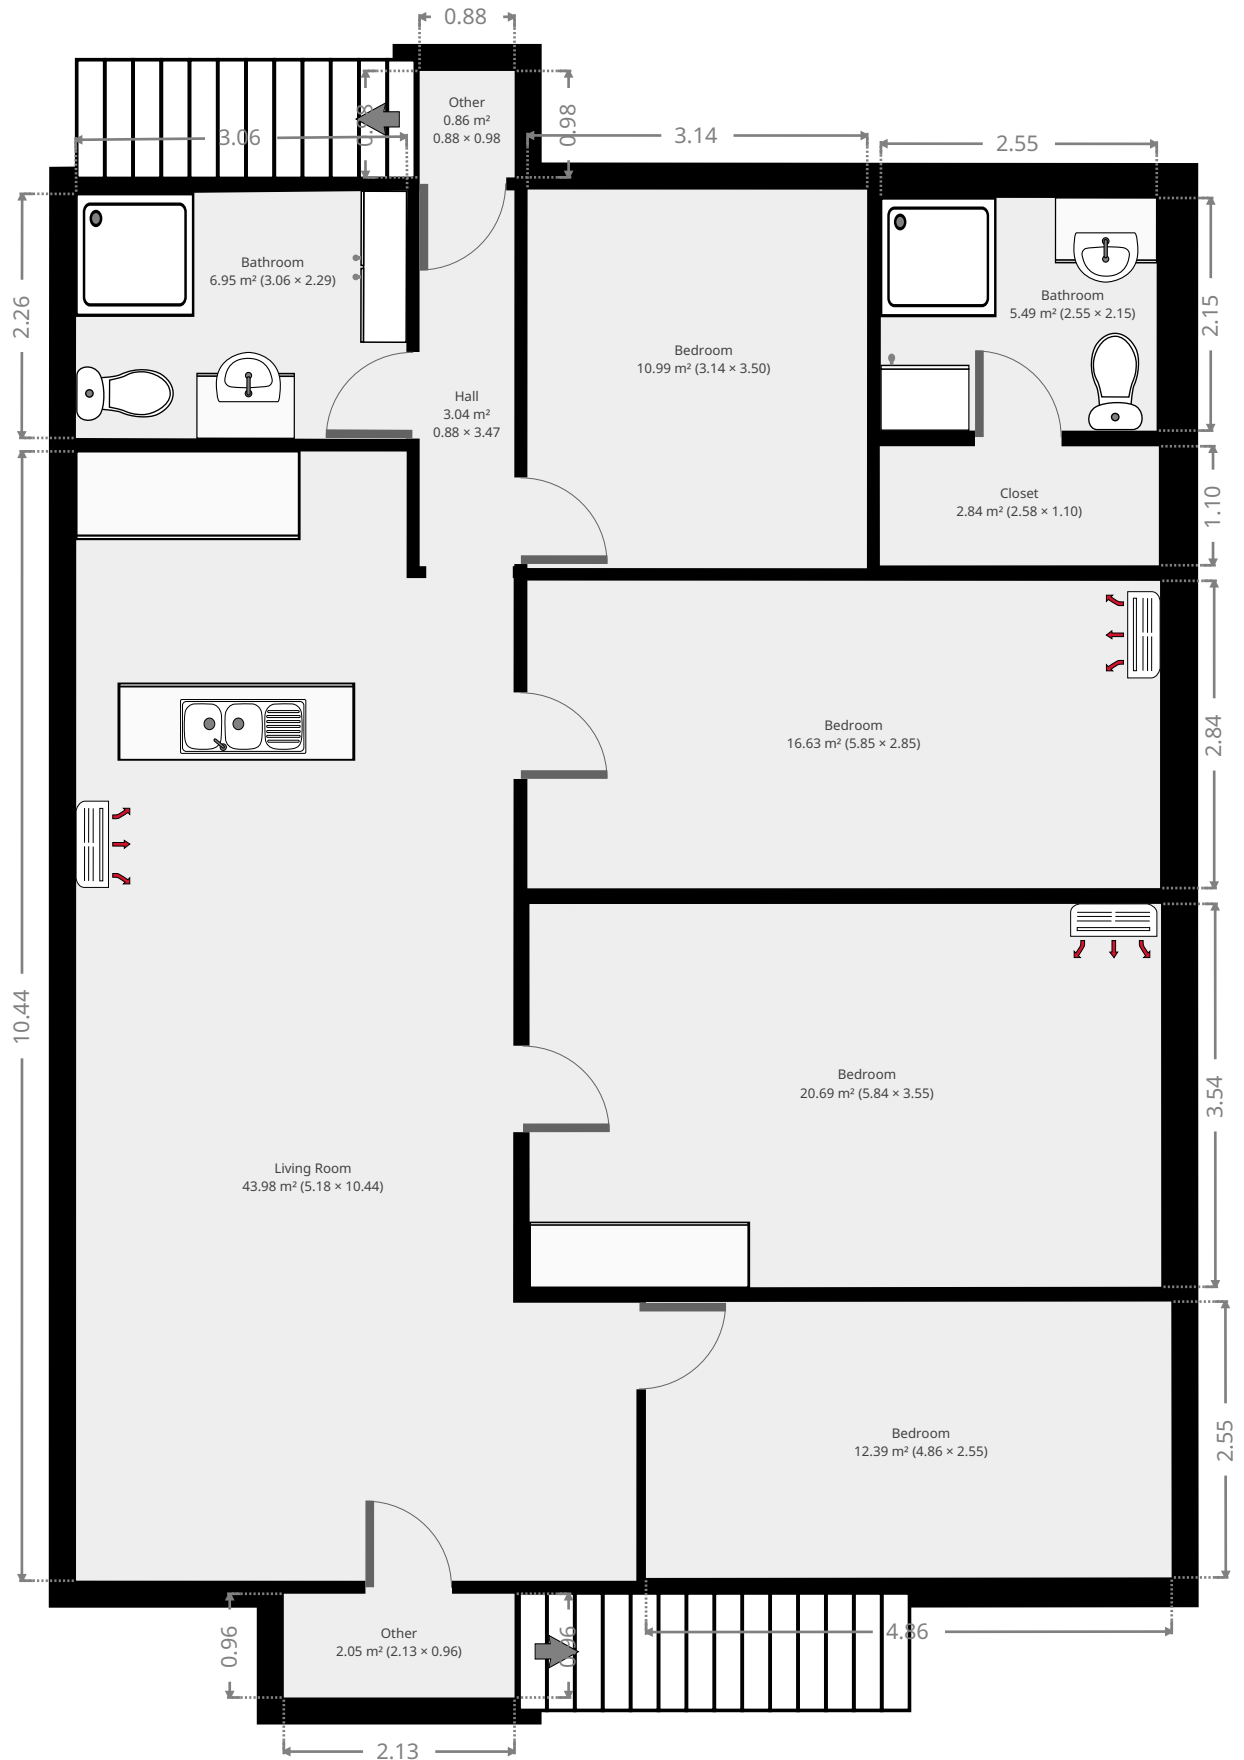 0.88
Other
0.86 m²
0.88 × 0.98
0.98
0.98
3.06
3.14
2.55
Bathroom
6.95 m² (3.06 × 2.29)
2.26
Bathroom
5.49 m² (2.55 × 2.15)
2.15
Bedroom
10.99 m² (3.14 × 3.50)
Hall
3.04 m²
0.88 × 3.47
Closet
2.84 m² (2.58 × 1.10)
1.10
Bedroom
16.63 m² (5.85 × 2.85)
2.84
10.44
Bedroom
20.69 m² (5.84 × 3.55)
3.54
Living Room
43.98 m² (5.18 × 10.44)
Bedroom
12.39 m² (4.86 × 2.55)
2.55
Other
2.05 m² (2.13 × 0.96)
0.96
0.96
4.86
2.13